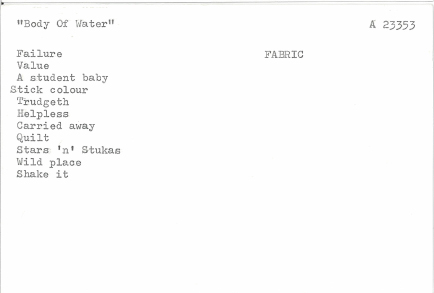 "Body Of Water" A 23353
Failure FABRIC
Value
A student baby
Stick colour
Trudgeth
Helpless
Carried away
Quilt
Stars 'n' Stukas
Wild place
Shake it